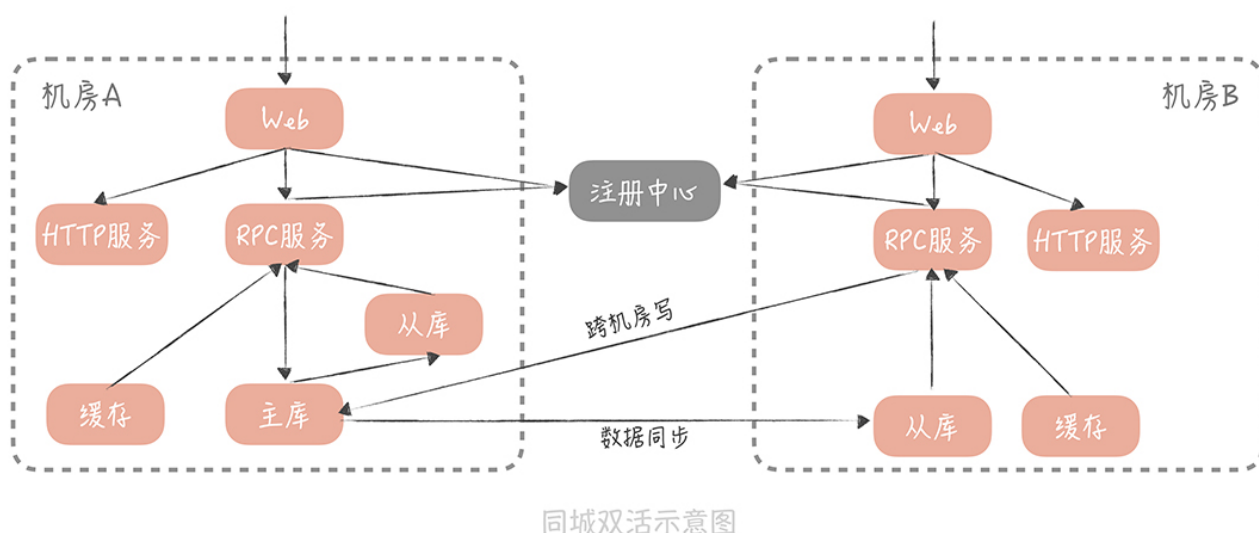 机房A
机房B
Web
Web
注册中心
HTTP服务
RPC服务
RPC服务
HTTP服务
从库
跨机房写
缓存
主库
数据同步
从库
缓存
同城双活示意图